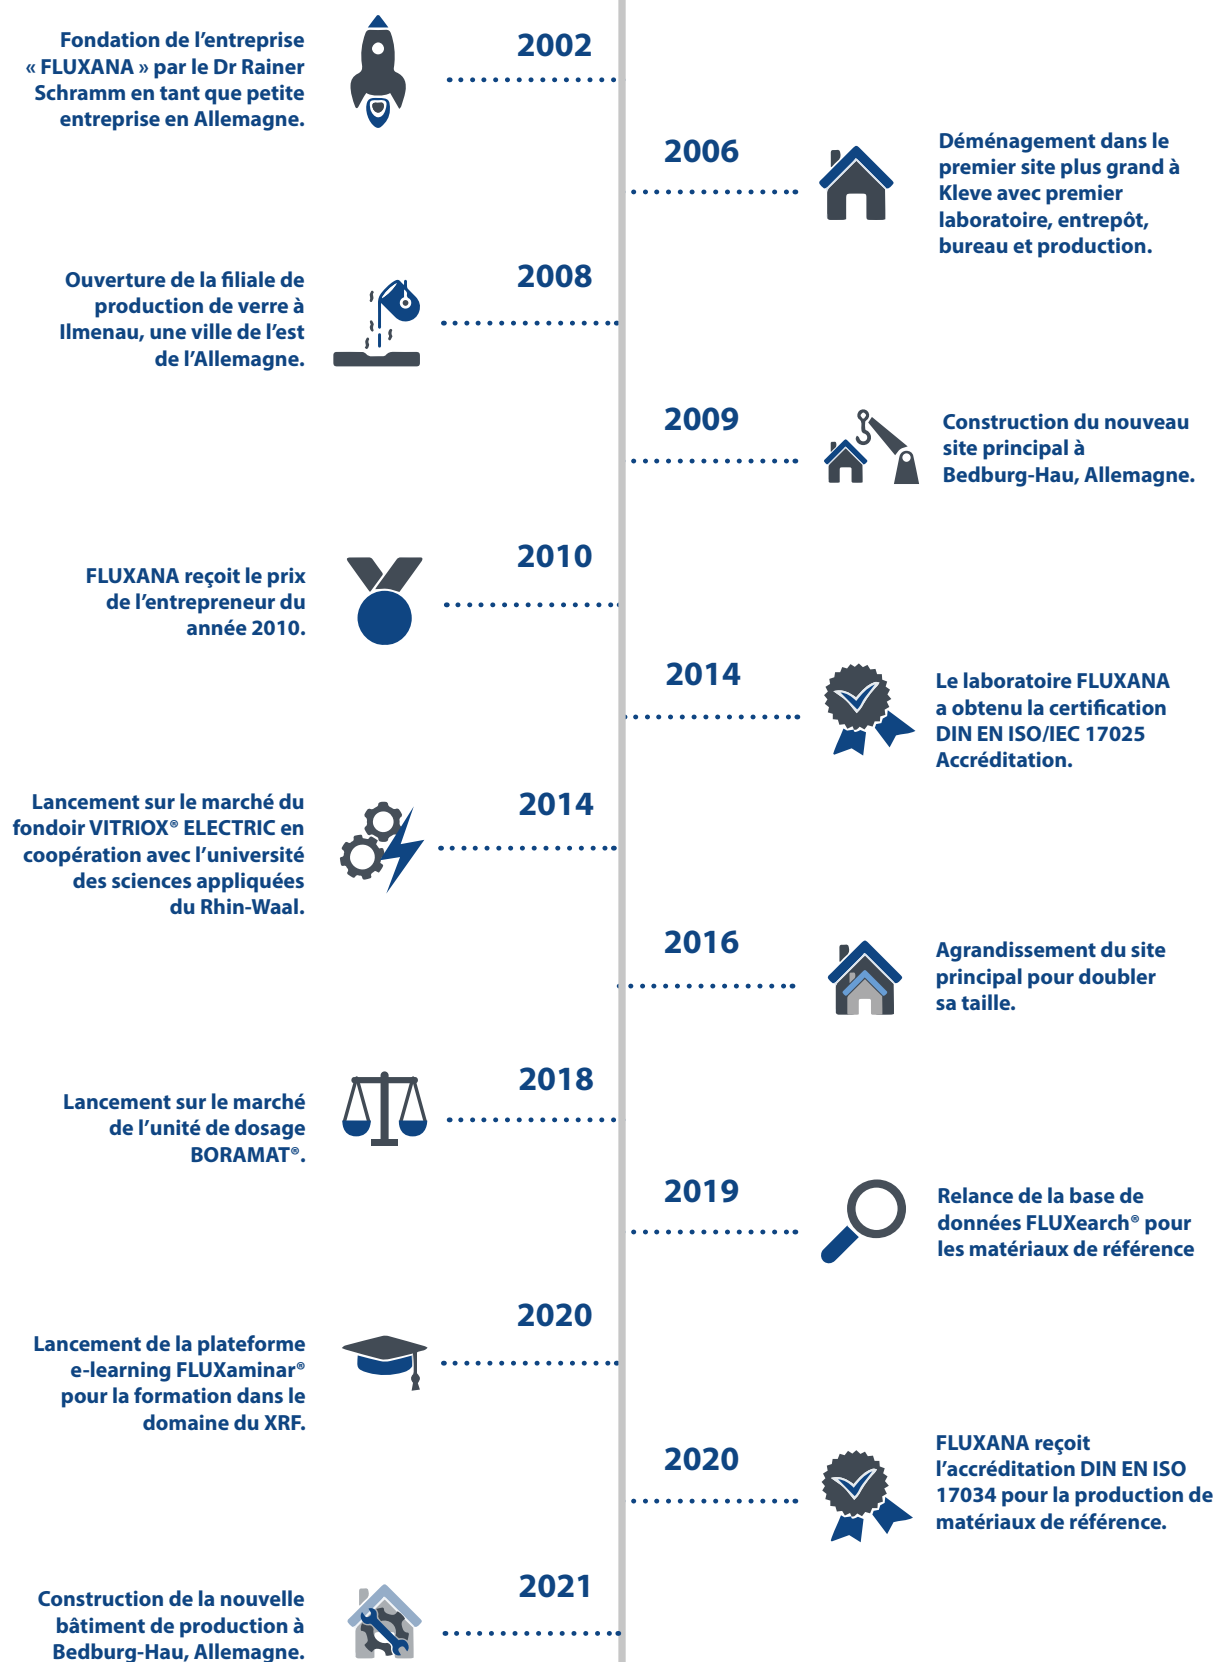 2002
Fondation de l'entreprise
« FLUXANA » par le Dr Rainer
Schramm en tant que petite
entreprise en Allemagne.
2006
Déménagement dans le
premier site plus grand à
Kleve avec premier
laboratoire, entrepôt,
bureau et production.
2008
Ouverture de la filiale de
production de verre à
Ilmenau, une ville de l'est
de l'Allemagne.
2009
Construction du nouveau
site principal à
Bedburg-Hau, Allemagne.
2010
FLUXANA reçoit le prix
de l'entrepreneur du
année 2010.
2014
Le laboratoire FLUXANA
a obtenu la certification
DIN EN ISO/IEC 17025
Accréditation.
2014
Lancement sur le marché du
fondoir VITRIOX® ELECTRIC en
coopération avec l'université
des sciences appliquées
du Rhin-Waal.
2016
Agrandissement du site
principal pour doubler
sa taille.
2018
Lancement sur le marché
de l'unité de dosage
BORAMAT®.
2019
Relance de la base de
données FLUXearch® pour
les matériaux de référence
2020
Lancement de la plateforme
e-learning FLUXaminar®
pour la formation dans le
domaine du XRF.
2020
FLUXANA reçoit
l'accréditation DIN EN ISO
17034 pour la production de
matériaux de référence.
2021
Construction de la nouvelle
bâtiment de production à
Bedburg-Hau, Allemagne.